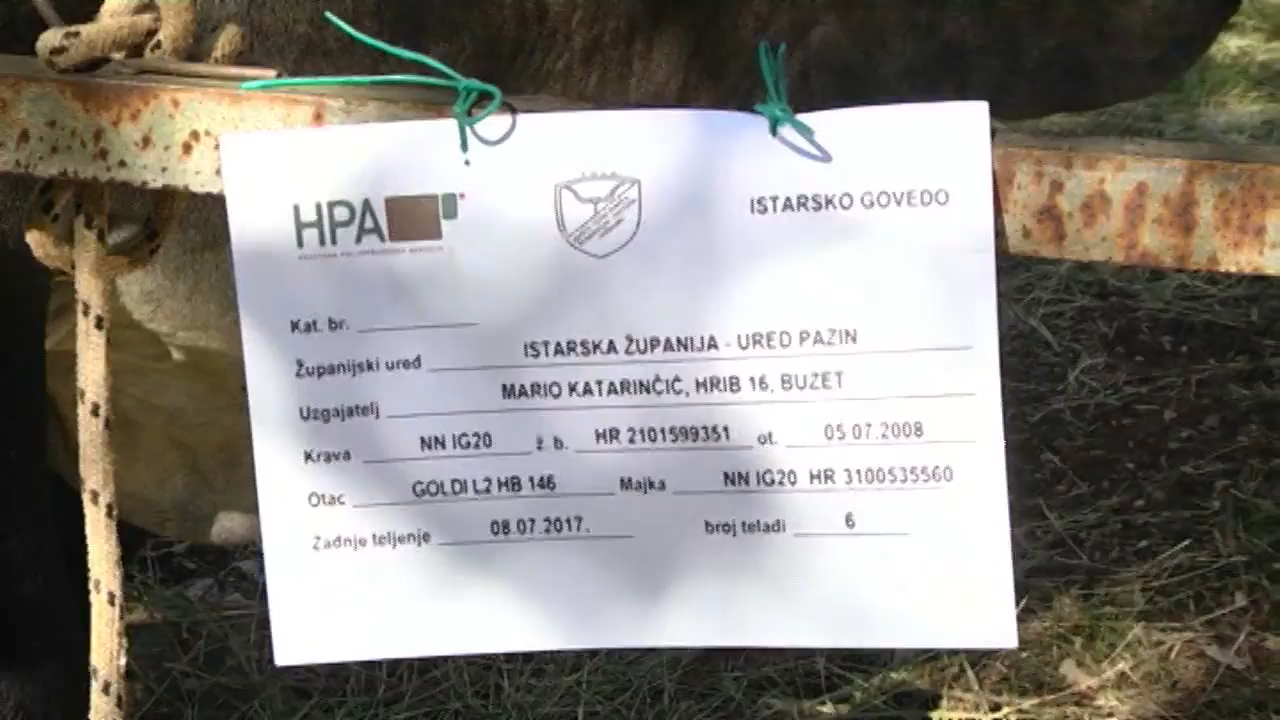 HPA
ISTARSKO GOVEDO
Kat. br.
Županijski ured ISTARSKA ŽUPANIJA - URED PAZIN
Uzgajatelj MARIO KATARINČIĆ, HRIB 16, BUZET
Krava NN IG20 ž. b. HR 2101599351 ot. 05.07.2008
Otac GOLDI L2 HB 146 Majka NN IG20 HR 3100535560
Zadnje teljenje 08.07.2017. broj teladi 6